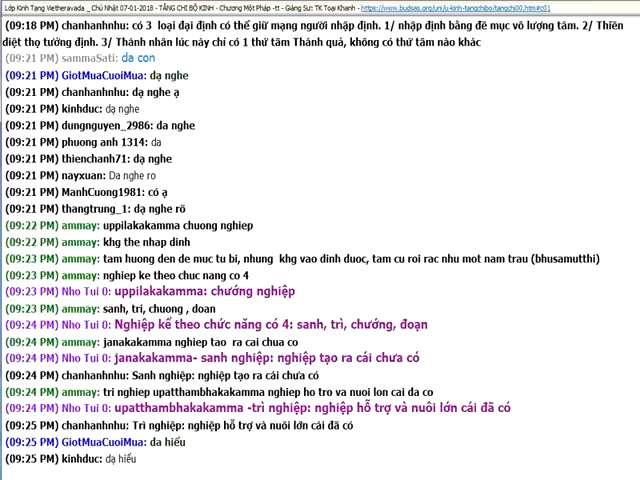 Lớp Kinh Tạng Vietheravada _ Chủ Nhật 07-01-2018 - TĂNG CHI BỘ KINH - Chương Một Pháp -tt - Giảng Sư: TK Toại Khanh - https://www.budsas.org/uni/u-kinh-tangchibo/tangchi00.htm#c01
(09:18 PM) chanhanhnhu: có 3 loại đại định có thể giữ mạng người nhập định. 1/ nhập định bằng đề mục vô lượng tâm. 2/ Thiền
diệt thọ tưởng định. 3/ Thánh nhân lúc này chỉ có 1 thứ tâm Thánh quả, không có thứ tâm nào khác
(09:21 PM) sammaSati: da con
(09:21 PM) GiotMuaCuoiMua: dạ nghe
(09:21 PM) chanhanhnhu: dạ nghe ạ
(09:21 PM) kinhduc: dạ nghe
(09:21 PM) dungnguyen_2986: da nghe
(09:21 PM) phuong anh 1314: da
(09:21 PM) thienchanh71: dạ nghe
(09:21 PM) nayxuan: Da nghe ro
(09:21 PM) ManhCuong1981: có ạ
(09:21 PM) thangtrung_1: dạ nghe rõ
(09:22 PM) ammay: uppilakakamma chuong nghiep
(09:22 PM) ammay: khg the nhap dinh
(09:23 PM) ammay: tam huong den de muc tu bi, nhung khg vao dinh duoc, tam cu roi rac nhu mot nam trau (bhusamutthi)
(09:23 PM) ammay: nghiep ke theo chuc nang co 4
(09:23 PM) Nho Tui 0: uppilakakamma: chướng nghiệp
(09:23 PM) ammay: sanh, tri, chuong , doan
(09:24 PM) Nho Tui 0: Nghiệp kể theo chức năng có 4: sanh, trì, chướng, đoạn
(09:24 PM) ammay: janakakamma nghiep tao ra cai chua co
(09:24 PM) Nho Tui 0: janakakamma- sanh nghiệp: nghiệp tạo ra cái chưa có
(09:24 PM) chanhanhnhu: Sanh nghiệp: nghiệp tạo ra cái chưa có
(09:24 PM) ammay: tri nghiep upatthambhakakamma nghiep ho tro va nuoi lon cai da co
(09:24 PM) Nho Tui 0: upatthambhakakamma -trì nghiệp: nghiệp hỗ trợ và nuôi lớn cái đã có
(09:25 PM) chanhanhnhu: Trì nghiệp: nghiệp hỗ trợ và nuôi lớn cái đã có
(09:25 PM) GiotMuaCuoiMua: da hiểu
(09:25 PM) kinhduc: dạ hiểu